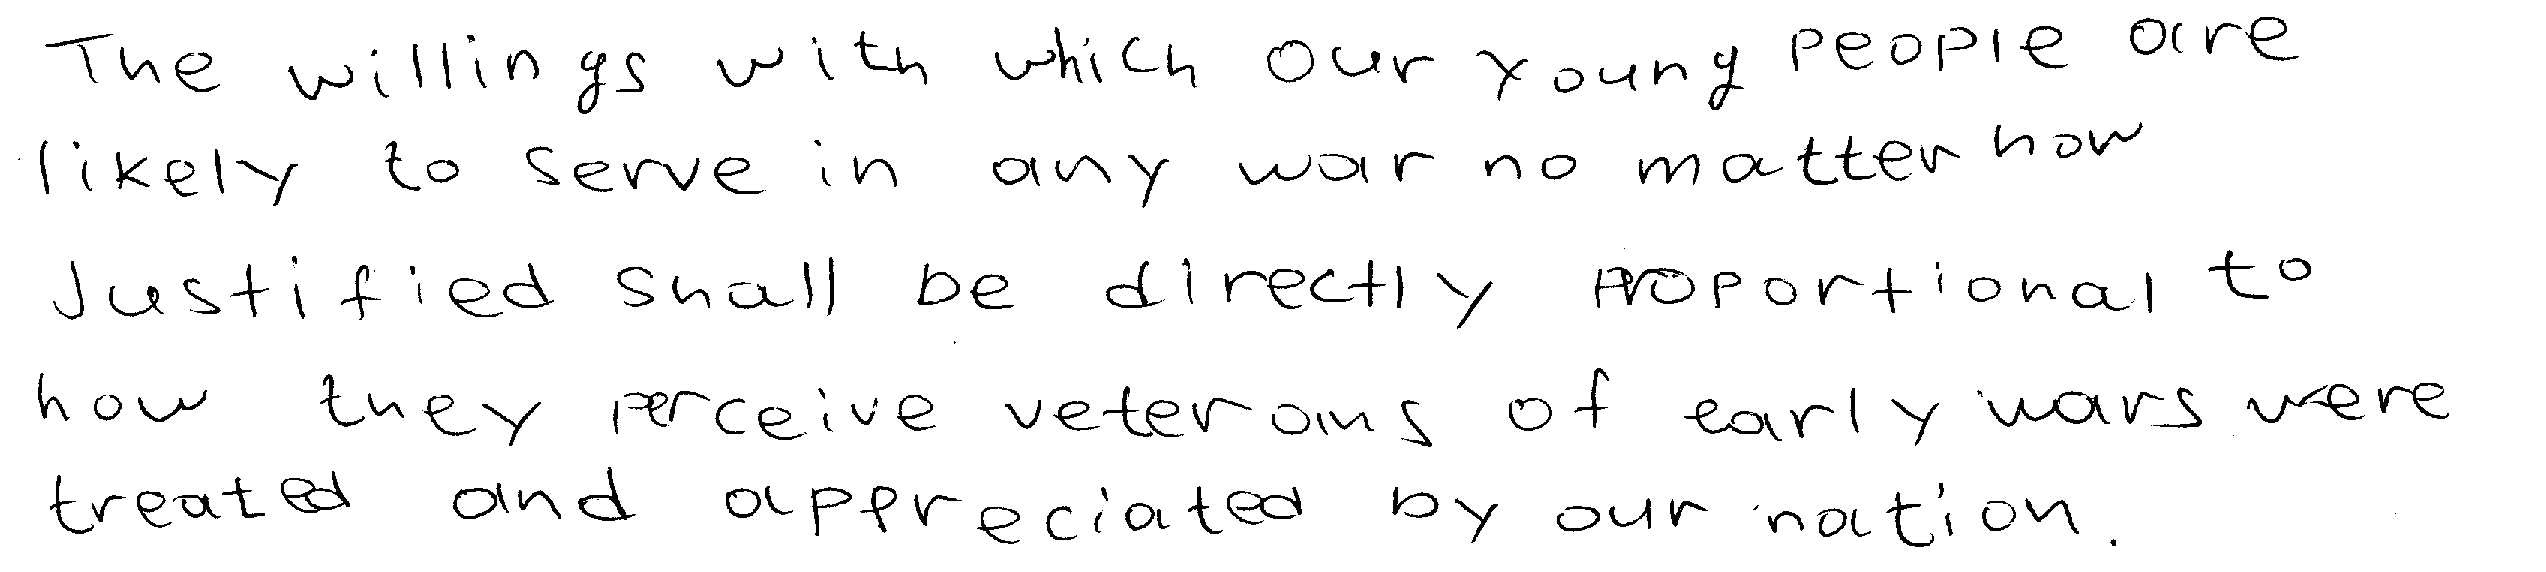 The willings with which our young people are
likely to serve in any war no matter how
Justified shall be directly proportional to
how they perceive veterans of early wars were
treated and appreciated by our nation.